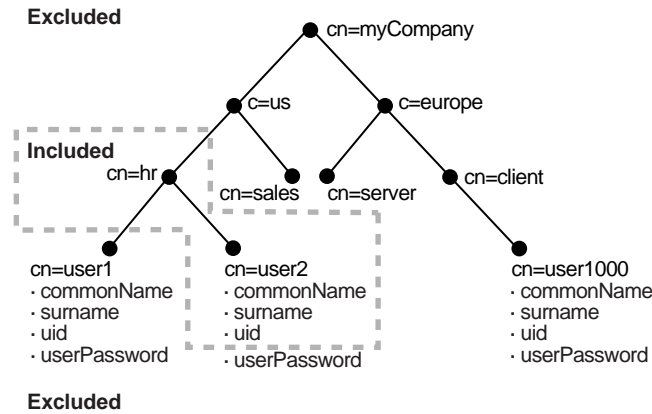 Excluded
cn=myCompany
c=us
c=europe
Included
cn=hr
cn=sales
cn=server
cn=client
cn=user1
· commonName
· surname
· uid
· userPassword
cn=user2
· commonName
· surname
· uid
· userPassword
cn=user1000
· commonName
· surname
· uid
· userPassword
Excluded